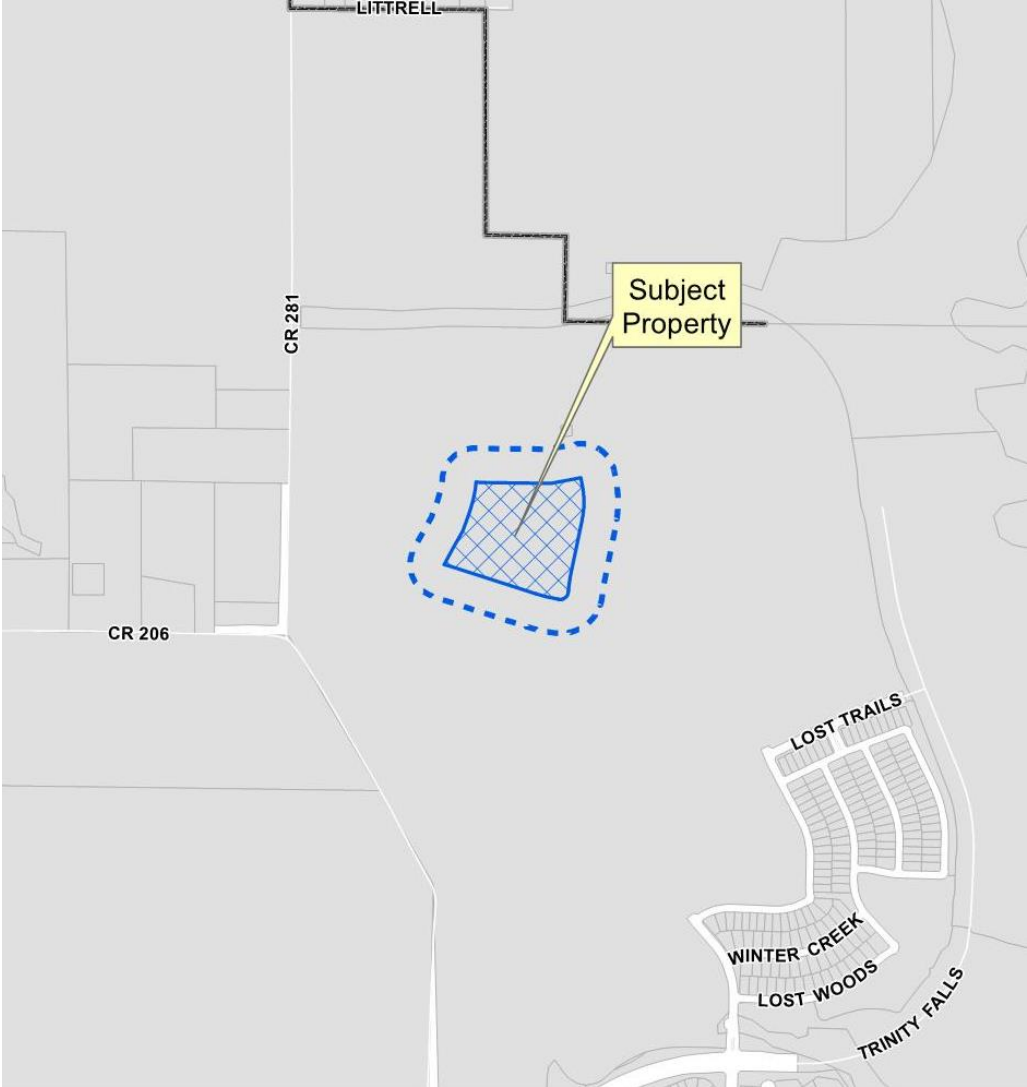 LITTRELL
Subject
Property
CR 281
CR 206
LOST TRAILS
WINTER CREEK
LOST WOODS
TRINITY FALLS